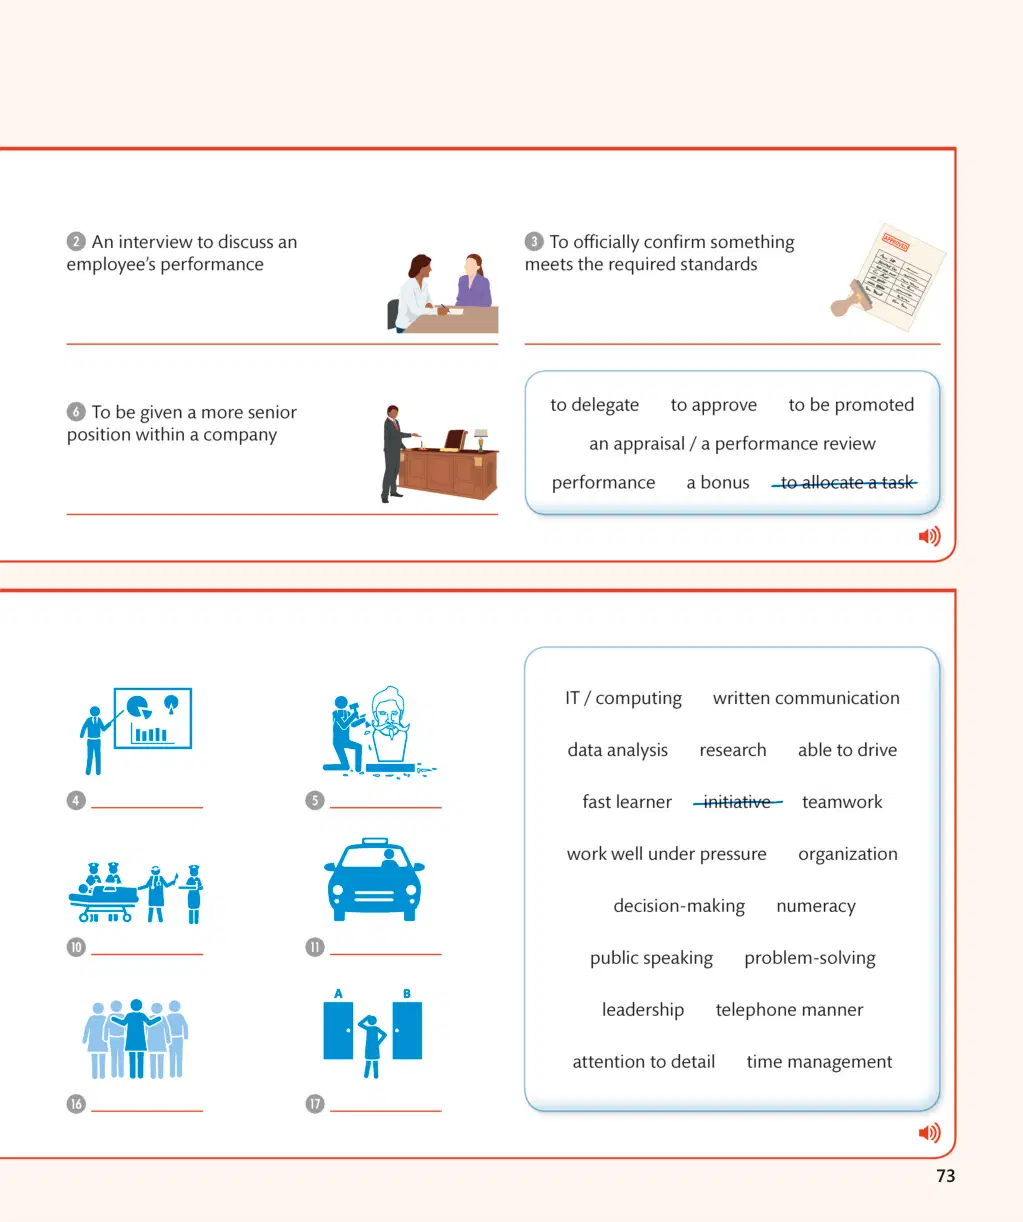 2 An interview to discuss an
employee's performance
3 To officially confirm something
meets the required standards
APPROVED
6 To be given a more senior
position within a company
to delegate to approve to be promoted
an appraisal / a performance review
performance a bonus to allocate a task
IT / computing written communication
data analysis research able to drive
fast learner initiative teamwork
work well under pressure organization
decision-making numeracy
public speaking problem-solving
leadership telephone manner
attention to detail time management
4
5
10
11
A B
16
17
73